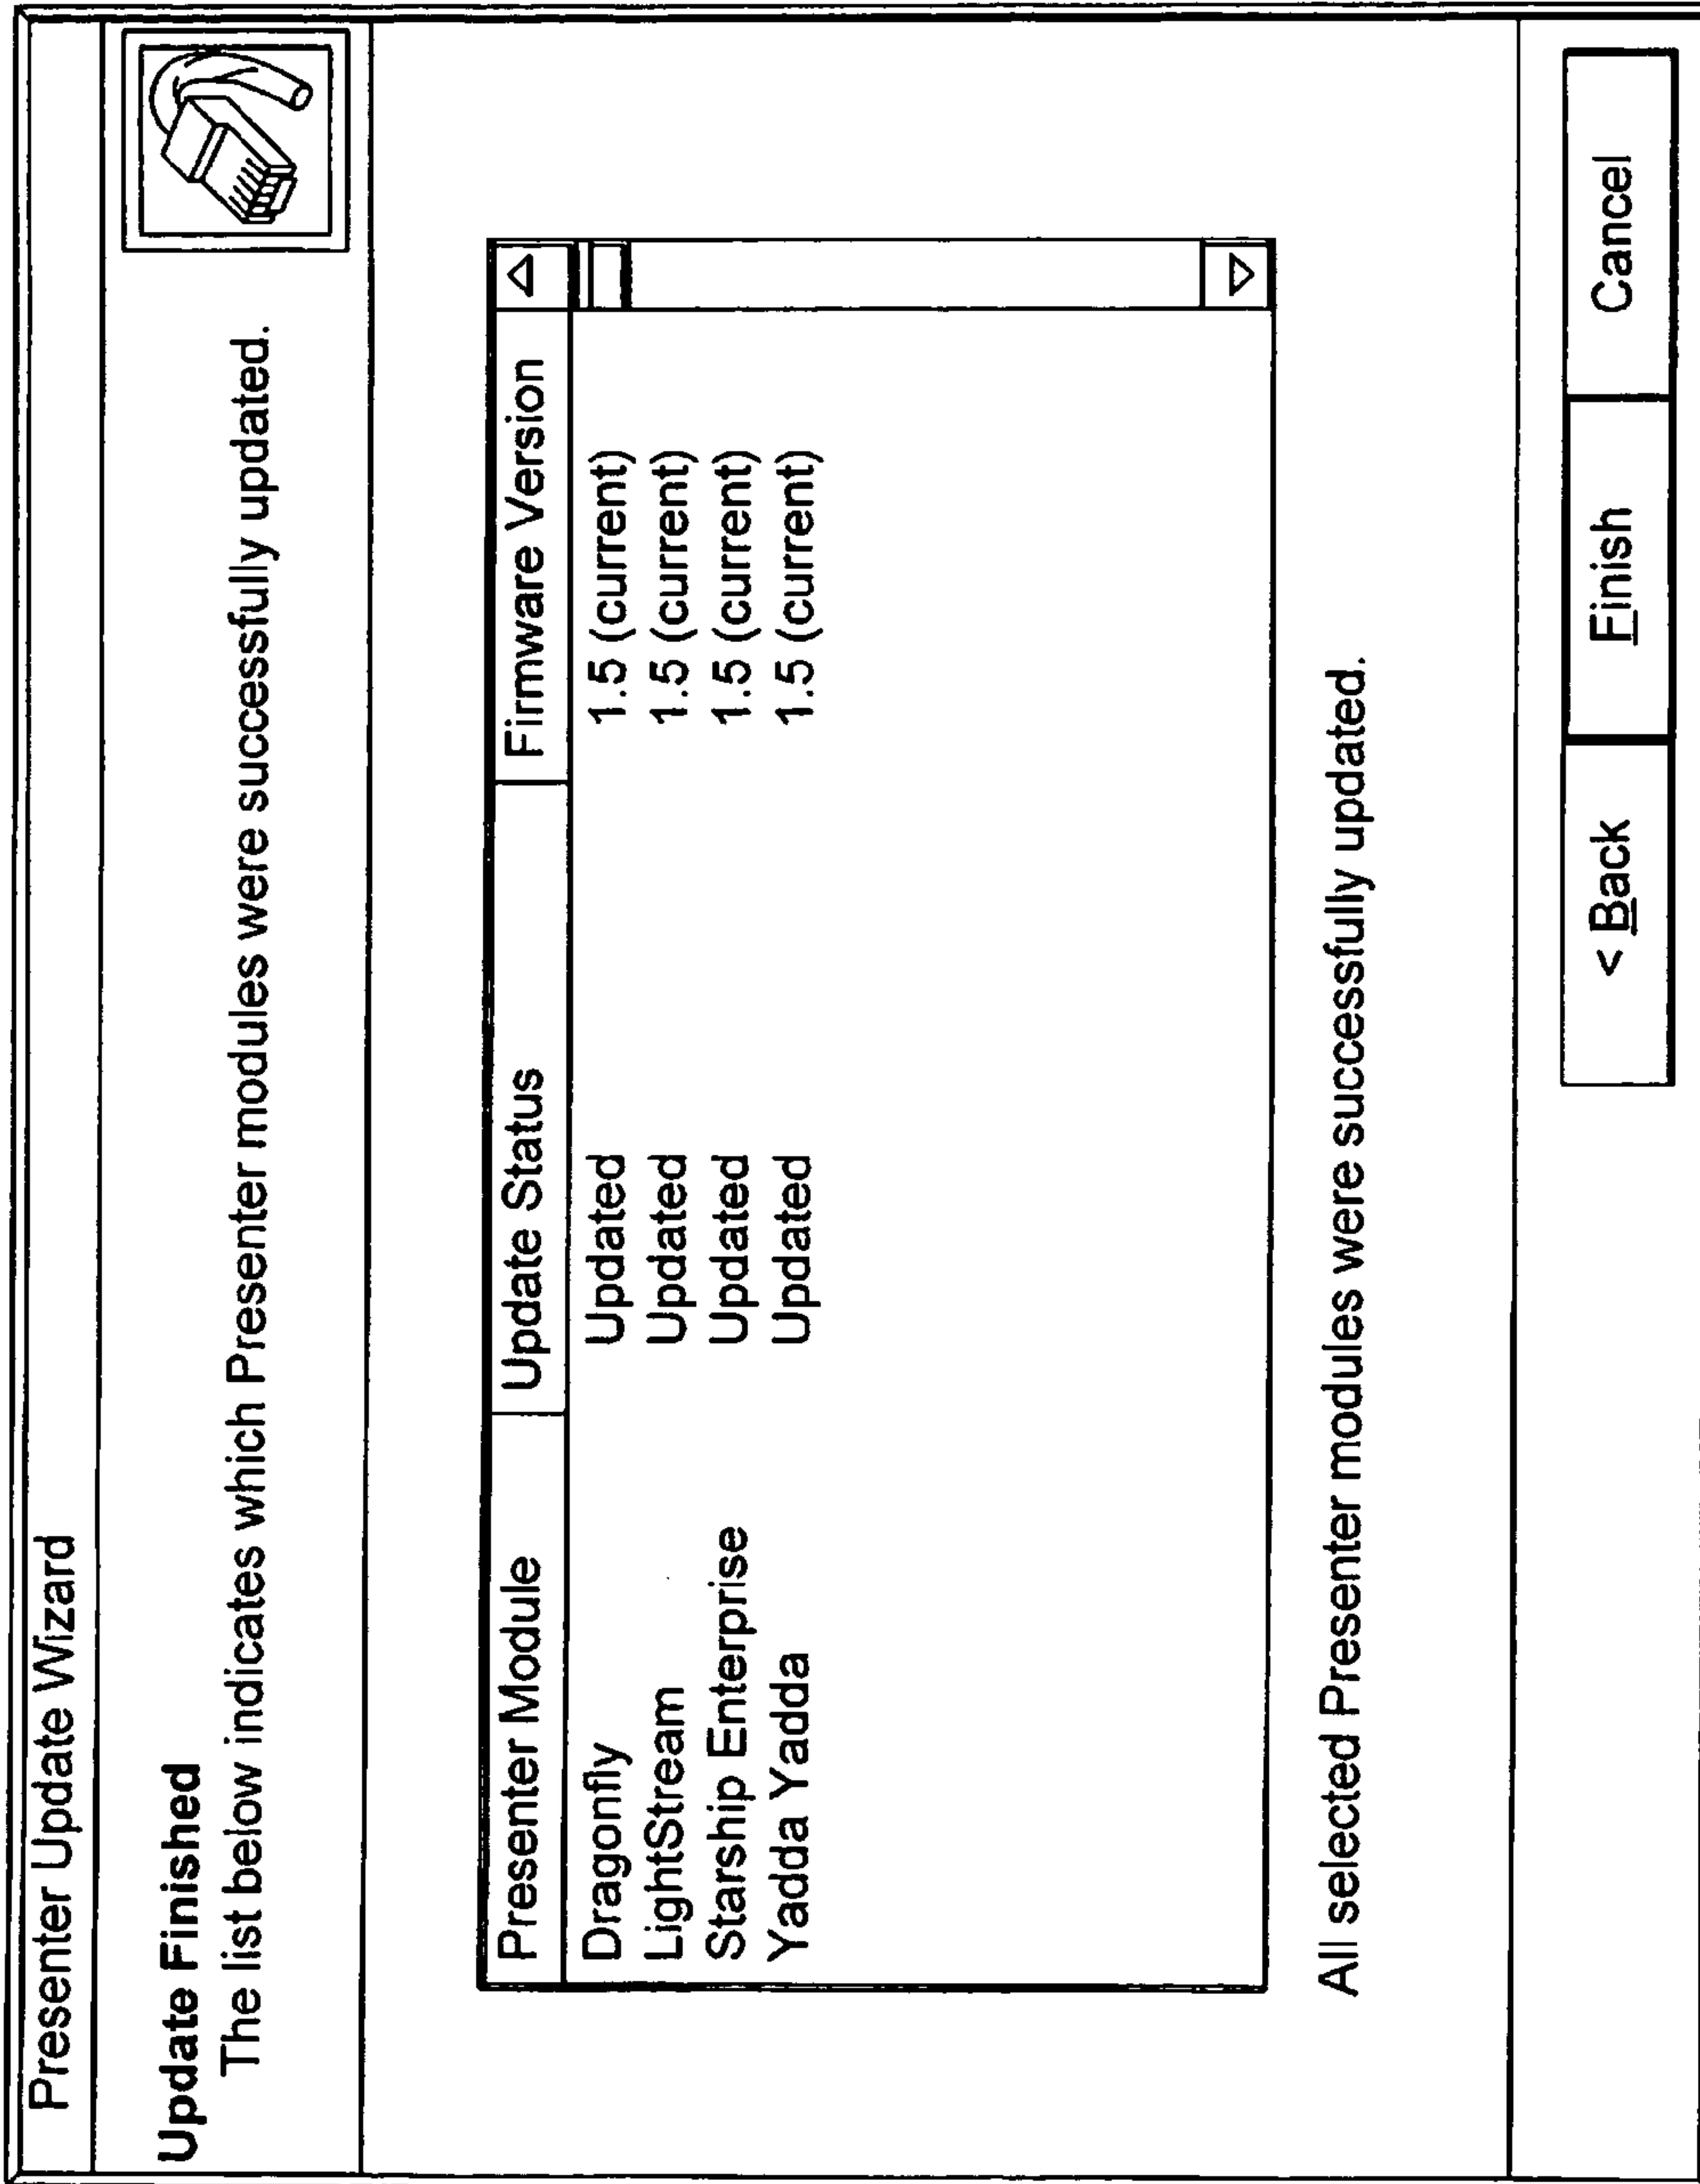 Presenter Update Wizard
Update Finished
The list below indicates which Presenter modules were successfully updated.
Presenter Module Update Status Firmware Version
Dragonfly Updated 1.5 (current)
LightStream Updated 1.5 (current)
Starship Enterprise Updated 1.5 (current)
Yadda Yadda Updated 1.5 (current)
All selected Presenter modules were successfully updated.
< Back Finish Cancel